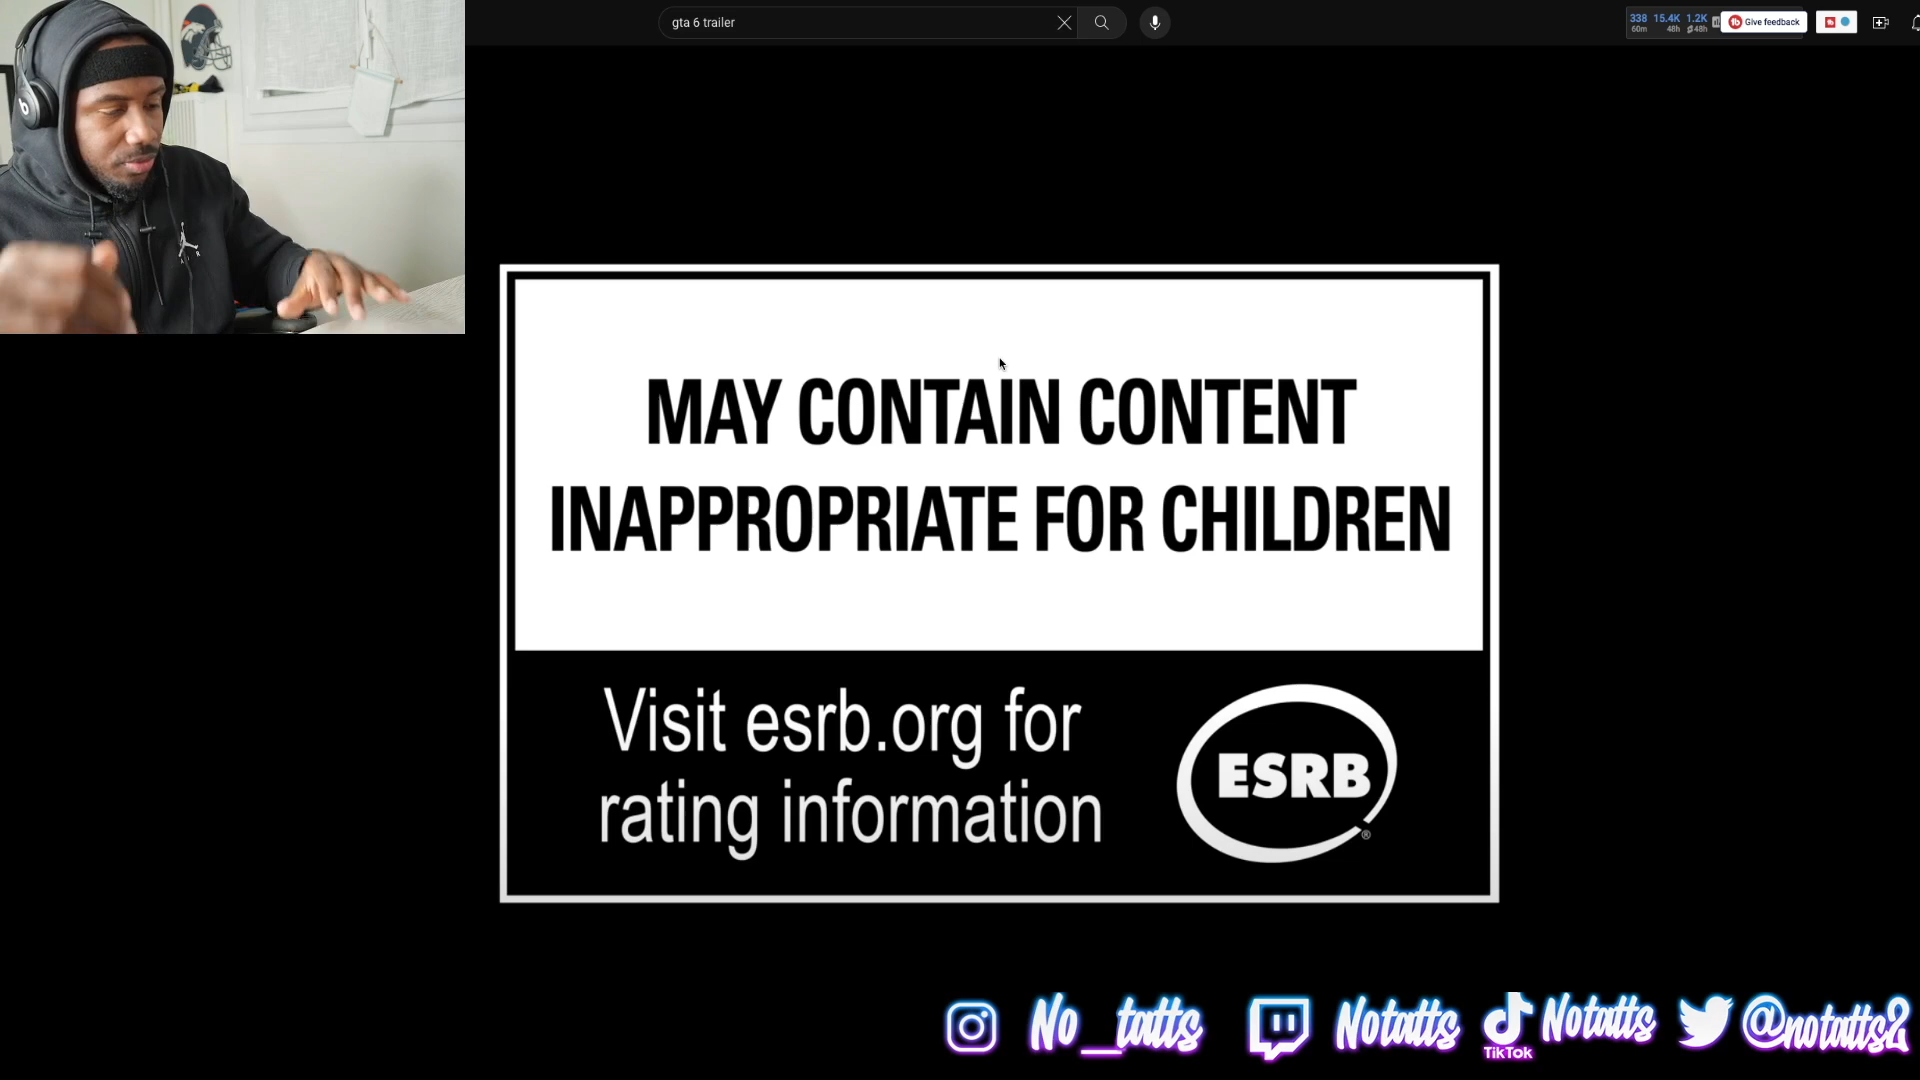 gta 6 trailer
338 15.4K 1.2K
60m 48h 48h
Give feedback
MAY CONTAIN CONTENT
INAPPROPRIATE FOR CHILDREN
Visit esrb.org for
rating information
ESRB
®
No__tatts
Notatts
TikTok
Notatts
@notatts2